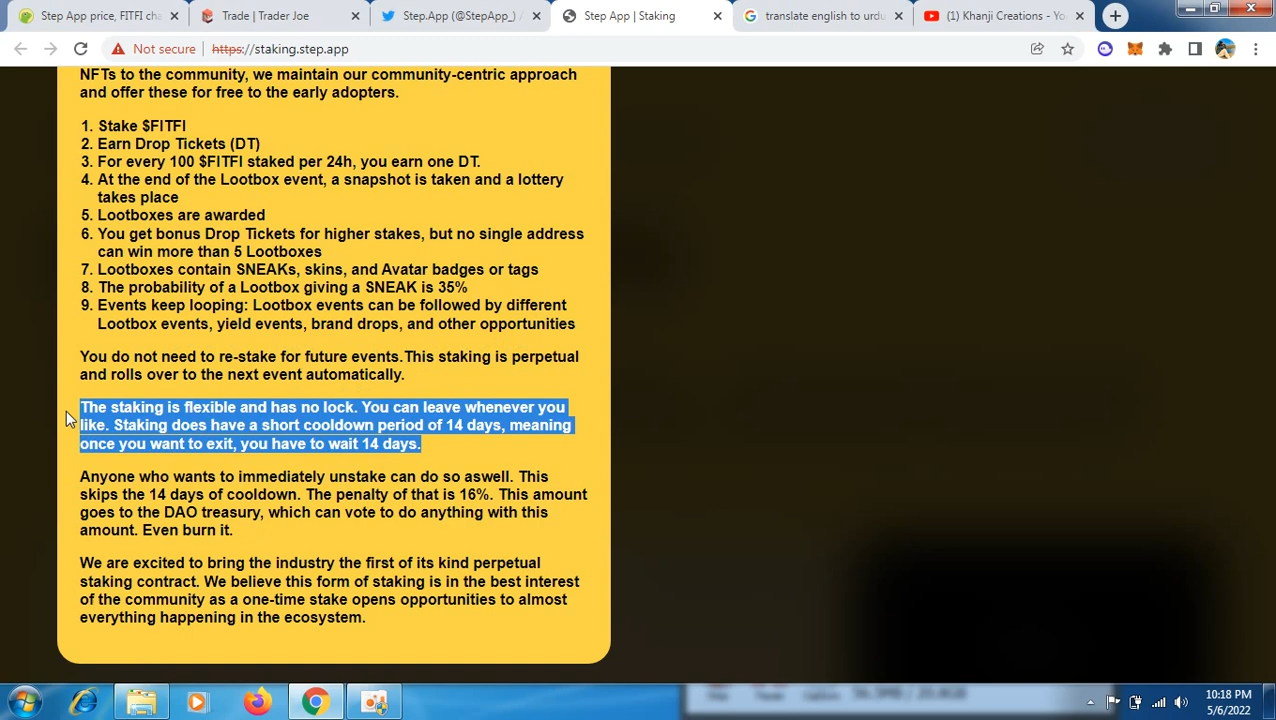 Step App price, FITFI cha
Trade | Trader Joe
Step.App (@StepApp_) /
Step App | Staking
translate english to urdu
(1) Khanji Creations - Yo
Not secure
https://staking.step.app
NFTs to the community, we maintain our community-centric approach
and offer these for free to the early adopters.
1. Stake $FITFI
2. Earn Drop Tickets (DT)
3. For every 100 $FITFI staked per 24h, you earn one DT.
4. At the end of the Lootbox event, a snapshot is taken and a lottery
takes place
5. Lootboxes are awarded
6. You get bonus Drop Tickets for higher stakes, but no single address
can win more than 5 Lootboxes
7. Lootboxes contain SNEAKs, skins, and Avatar badges or tags
8. The probability of a Lootbox giving a SNEAK is 35%
9. Events keep looping: Lootbox events can be followed by different
Lootbox events, yield events, brand drops, and other opportunities
You do not need to re-stake for future events.This staking is perpetual
and rolls over to the next event automatically.
The staking is flexible and has no lock. You can leave whenever you
like. Staking does have a short cooldown period of 14 days, meaning
once you want to exit, you have to wait 14 days.
Anyone who wants to immediately unstake can do so aswell. This
skips the 14 days of cooldown. The penalty of that is 16%. This amount
goes to the DAO treasury, which can vote to do anything with this
amount. Even burn it.
We are excited to bring the industry the first of its kind perpetual
staking contract. We believe this form of staking is in the best interest
of the community as a one-time stake opens opportunities to almost
everything happening in the ecosystem.
10:18 PM
5/6/2022